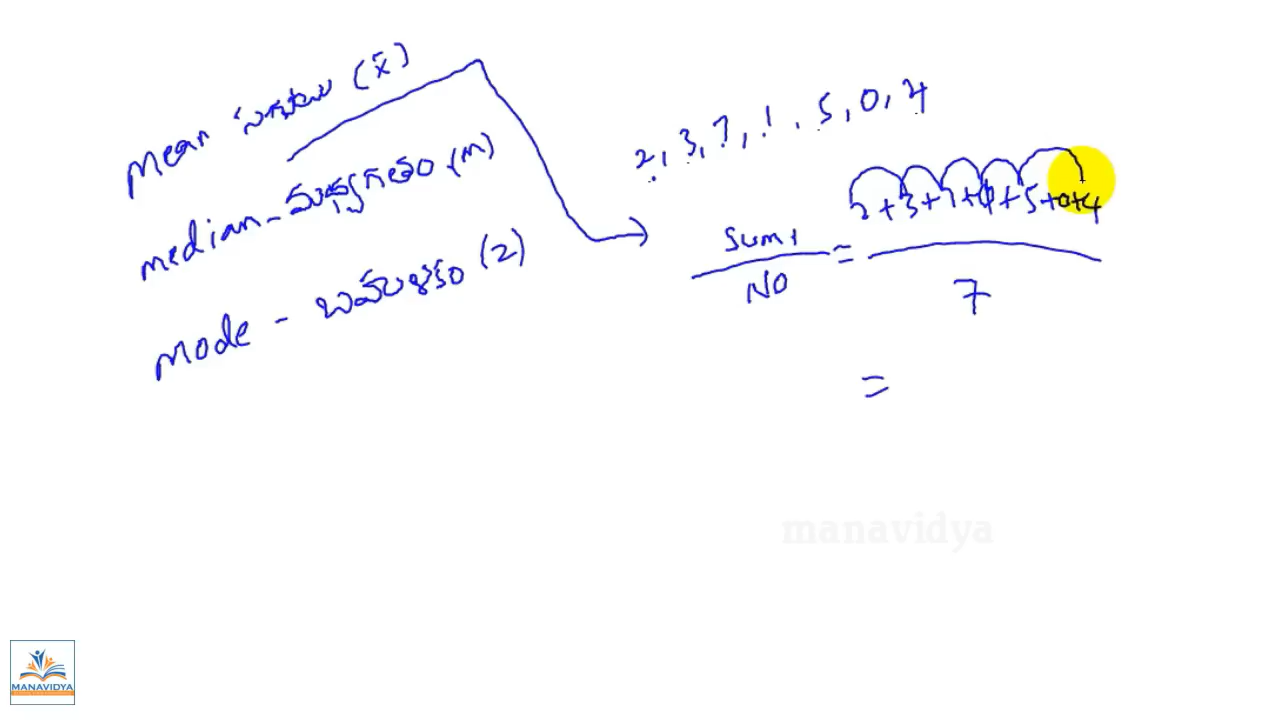 mean సగటు (x̄)
median - మధ్యగతం (m)
mode - బహుళకం (Z)
2, 3, 7, 1, 5, 0, 4
Sum / NO = 2+3+7+1+5+0+4 / 7
=
manavidya
MANAVIDYA